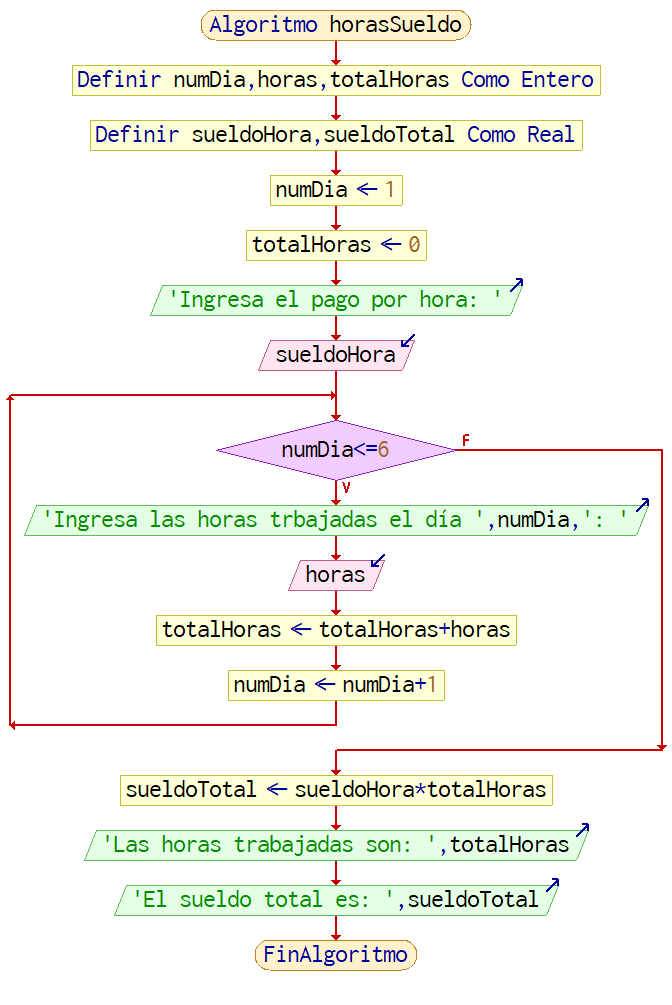 Algoritmo horasSueldo
Definir numDia,horas,totalHoras Como Entero
Definir sueldoHora,sueldoTotal Como Real
numDia ← 1
totalHoras ← 0
'Ingresa el pago por hora: '
sueldoHora
numDia<=6
F
V
'Ingresa las horas trbajadas el día ',numDia,': '
horas
totalHoras ← totalHoras+horas
numDia ← numDia+1
sueldoTotal ← sueldoHora*totalHoras
'Las horas trabajadas son: ',totalHoras
'El sueldo total es: ',sueldoTotal
FinAlgoritmo